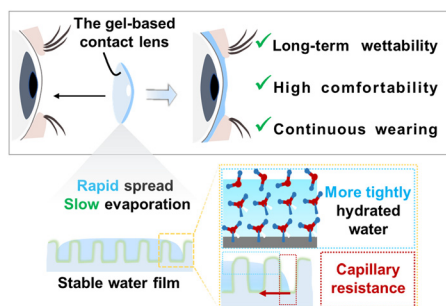 The gel-based
contact lens
✓Long-term wettability
✓High comfortability
✓Continuous wearing
Rapid spread
Slow evaporation
Stable water film
More tightly
hydrated
water
Capillary
resistance